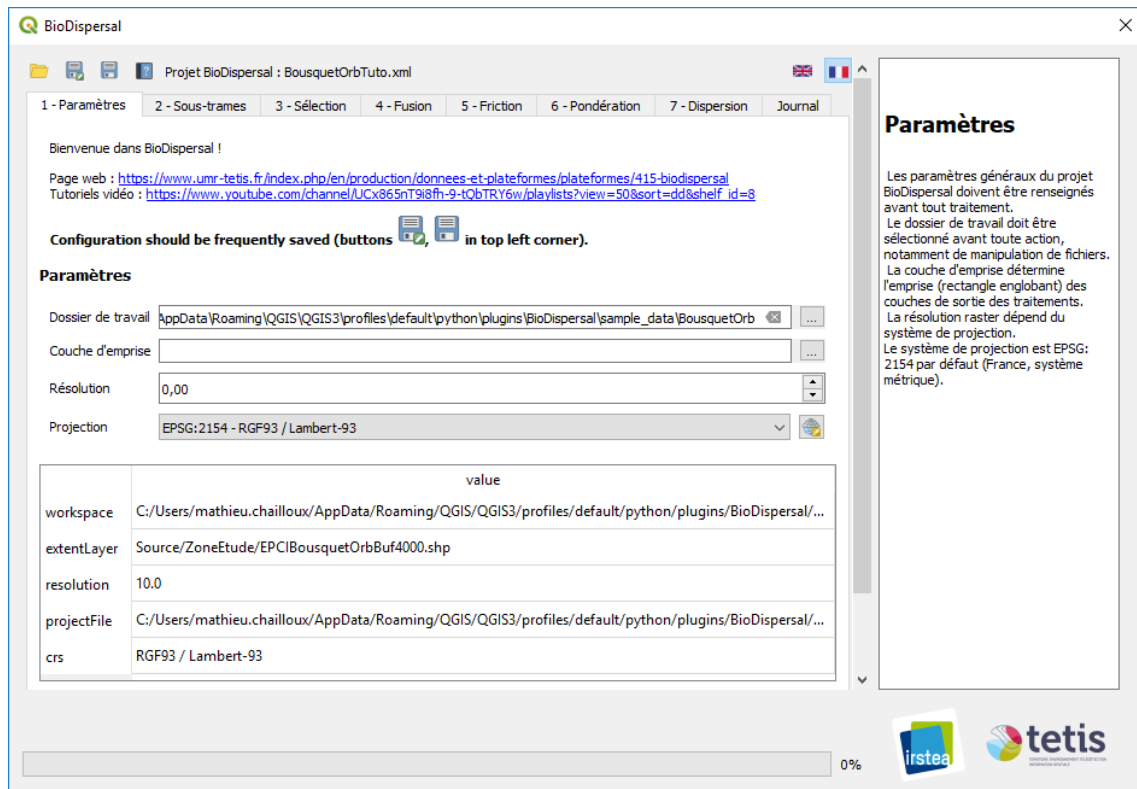 BioDispersal
Projet BioDispersal : BousquetOrbTuto.xml
1 - Paramètres 2 - Sous-trames 3 - Sélection 4 - Fusion 5 - Friction 6 - Pondération 7 - Dispersion Journal
Bienvenue dans BioDispersal !
Page web : https://www.umr-tetis.fr/index.php/en/production/donnees-et-plateformes/plateformes/415-biodispersal
Tutoriels vidéo : https://www.youtube.com/channel/UCx865nT9i8fh-9-tQbTRY6w/playlists?view=50&sort=dd&shelf_id=8
Configuration should be frequently saved (buttons , in top left corner).
Paramètres
Dossier de travail AppData\Roaming\QGIS\QGIS3\profiles\default\python\plugins\BioDispersal\sample_data\BousquetOrb ...
Couche d'emprise ...
Résolution 0,00
Projection EPSG:2154 - RGF93 / Lambert-93
value
workspace C:/Users/mathieu.chailloux/AppData/Roaming/QGIS/QGIS3/profiles/default/python/plugins/BioDispersal/...
extentLayer Source/ZoneEtude/EPCIBousquetOrbBuf4000.shp
resolution 10.0
projectFile C:/Users/mathieu.chailloux/AppData/Roaming/QGIS/QGIS3/profiles/default/python/plugins/BioDispersal/...
crs RGF93 / Lambert-93
Paramètres
Les paramètres généraux du projet
BioDispersal doivent être renseignés
avant tout traitement.
Le dossier de travail doit être
sélectionné avant toute action,
notamment de manipulation de fichiers.
La couche d'emprise détermine
l'emprise (rectangle englobant) des
couches de sortie des traitements.
La résolution raster dépend du
système de projection.
Le système de projection est EPSG:
2154 par défaut (France, système
métrique).
0%
irstea
tetis